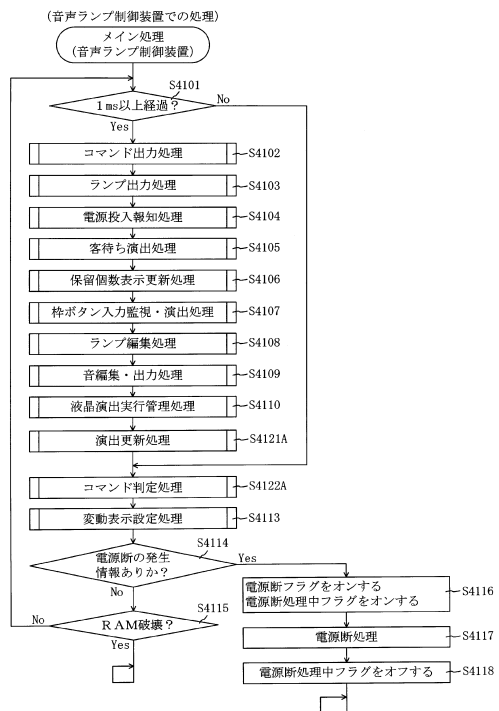 (音声ランプ制御装置での処理)
メイン処理
(音声ランプ制御装置)
S4101
1ms以上経過?
No
Yes
コマンド出力処理
S4102
ランプ出力処理
S4103
電源投入報知処理
S4104
客待ち演出処理
S4105
保留個数表示更新処理
S4106
枠ボタン入力監視・演出処理
S4107
ランプ編集処理
S4108
音編集・出力処理
S4109
液晶演出実行管理処理
S4110
演出更新処理
S4121A
コマンド判定処理
S4122A
変動表示設定処理
S4113
S4114
電源断の発生
情報ありか?
Yes
No
電源断フラグをオンする
電源断処理中フラグをオンする
S4116
S4115
RAM破壊?
No
Yes
電源断処理
S4117
電源断処理中フラグをオフする
S4118